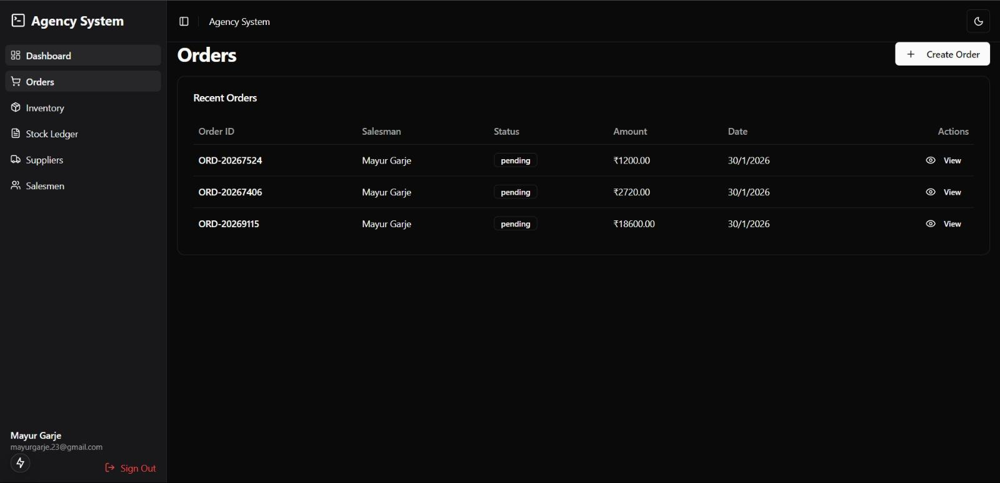 Agency System
Dashboard
Orders
Inventory
Stock Ledger
Suppliers
Salesmen
Mayur Garje
mayurgarje.23@gmail.com
Sign Out
Agency System
Orders
Create Order
Recent Orders
Order ID Salesman Status Amount Date Actions
ORD-20267524 Mayur Garje pending ₹1200.00 30/1/2026 View
ORD-20267406 Mayur Garje pending ₹2720.00 30/1/2026 View
ORD-20269115 Mayur Garje pending ₹18600.00 30/1/2026 View